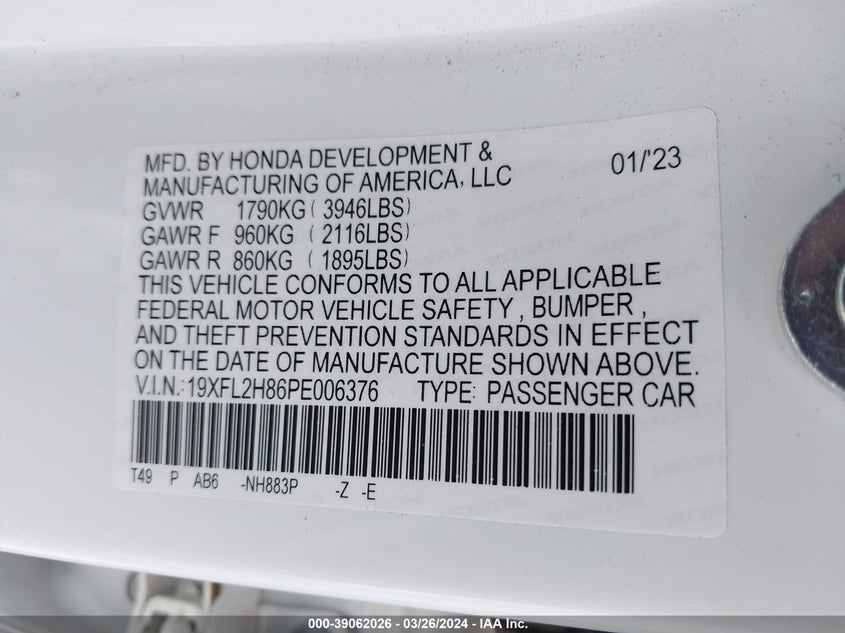 MFD. BY HONDA DEVELOPMENT &
MANUFACTURING OF AMERICA, LLC 01/'23
GVWR 1790KG ( 3946LBS)
GAWR F 960KG ( 2116LBS)
GAWR R 860KG ( 1895LBS)
THIS VEHICLE CONFORMS TO ALL APPLICABLE
FEDERAL MOTOR VEHICLE SAFETY , BUMPER ,
AND THEFT PREVENTION STANDARDS IN EFFECT
ON THE DATE OF MANUFACTURE SHOWN ABOVE.
V.I.N.:19XFL2H86PE006376 TYPE: PASSENGER CAR
T49 P AB6 -NH883P -Z -E
000-39062026 - 03/26/2024 - IAA Inc.